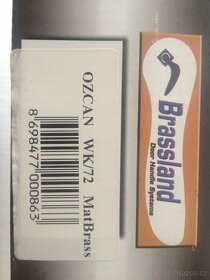 OZCAN WK/72 MatBrass
8 698477 000863
Brassland
Door Handle Systems